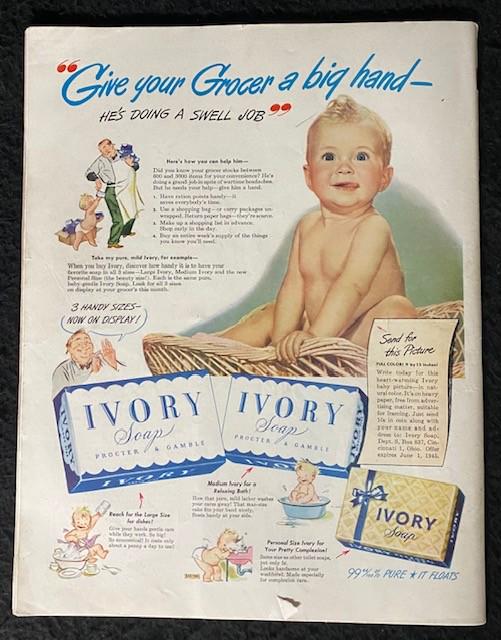 "Give your Grocer a big hand—
HE'S DOING A SWELL JOB"
Here's how you can help him—
Did you know your grocer stocks between
600 and 3000 items for your convenience? He's
doing a grand job in spite of wartime headaches.
But he needs your help—give him a hand.
1. Have ration points handy—it
saves everybody's time.
2. Use a shopping bag—or carry packages un-
wrapped. Return paper bags—they're scarce.
3. Make up a shopping list in advance.
Shop early in the day.
4. Buy an entire week's supply of the things
you know you'll need.
Take my pure, mild Ivory, for example—
When you buy Ivory, discover how handy it is to have your
favorite soap in all 3 sizes—Large Ivory, Medium Ivory and the new
Personal Size (the beauty size!). Each is the same pure,
baby-gentle Ivory Soap. Look for all 3 sizes
on display at your grocer's this month.
3 HANDY SIZES—
NOW ON DISPLAY!
Send for
this Picture
FULL COLOR! 9 by 12 inches!
Write today for this
heart-warming Ivory
baby picture—in nat-
ural color. It's on heavy
paper, free from adver-
tising matter, suitable
for framing. Just send
in coin along with
your name and ad-
dress to: Ivory Soap,
Dept. S, Box 837, Cin-
cinnati 1, Ohio. Offer
expires June 1, 1945.
IVORY
Soap
PROCTER & GAMBLE
IVORY
IVORY
Soap
PROCTER & GAMBLE
IVORY
Reach for the Large Size
for dishes!
Give your hands gentle care
while they work. So big!
So economical! It costs only
about a penny a day to use!
Medium Ivory for a
Relaxing Bath!
How that pure, mild lather washes
your cares away! That man-size
cake fits your hand nicely,
floats handy at your side.
Personal Size Ivory for
Your Pretty Complexion!
Same size as other toilet soaps,
yet only 5¢.
Looks handsome at your
washbowl. Made especially
for complexion care.
IVORY
Soap
IVORY
99 44/100 % PURE ★ IT FLOATS